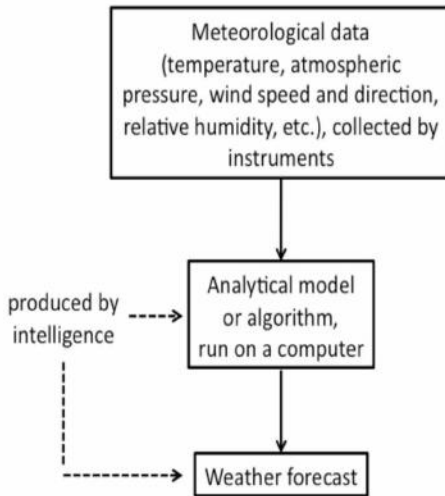 Meteorological data
(temperature, atmospheric
pressure, wind speed and direction,
relative humidity, etc.), collected by
instruments
produced by
intelligence
Analytical model
or algorithm,
run on a computer
Weather forecast